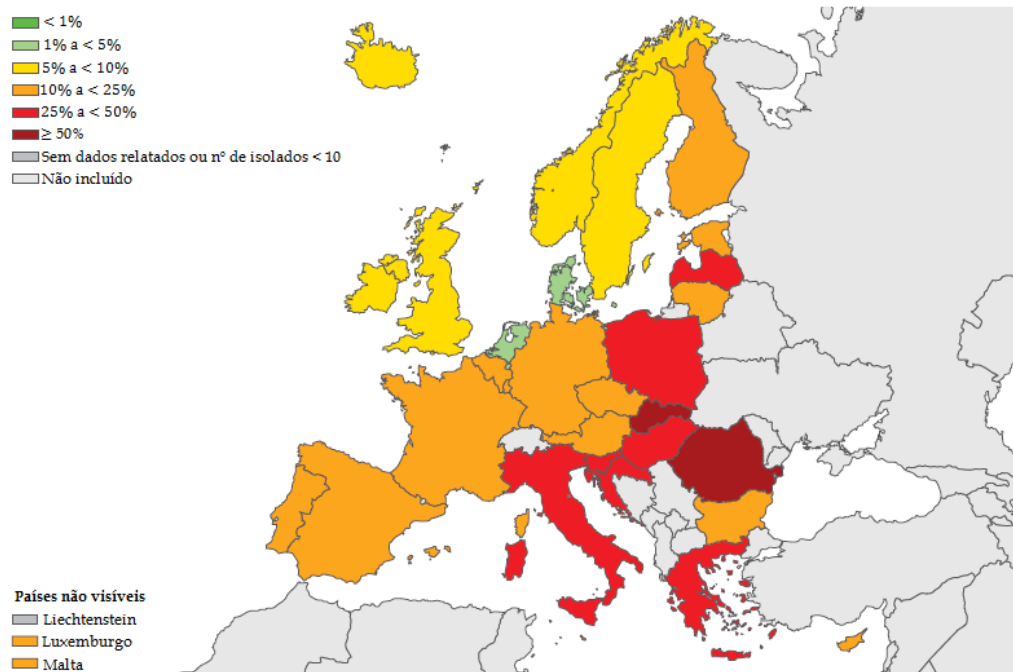 < 1%
1% a < 5%
5% a < 10%
10% a < 25%
25% a < 50%
≥ 50%
Sem dados relatados ou nº de isolados < 10
Não incluído
Países não visíveis
Liechtenstein
Luxemburgo
Malta